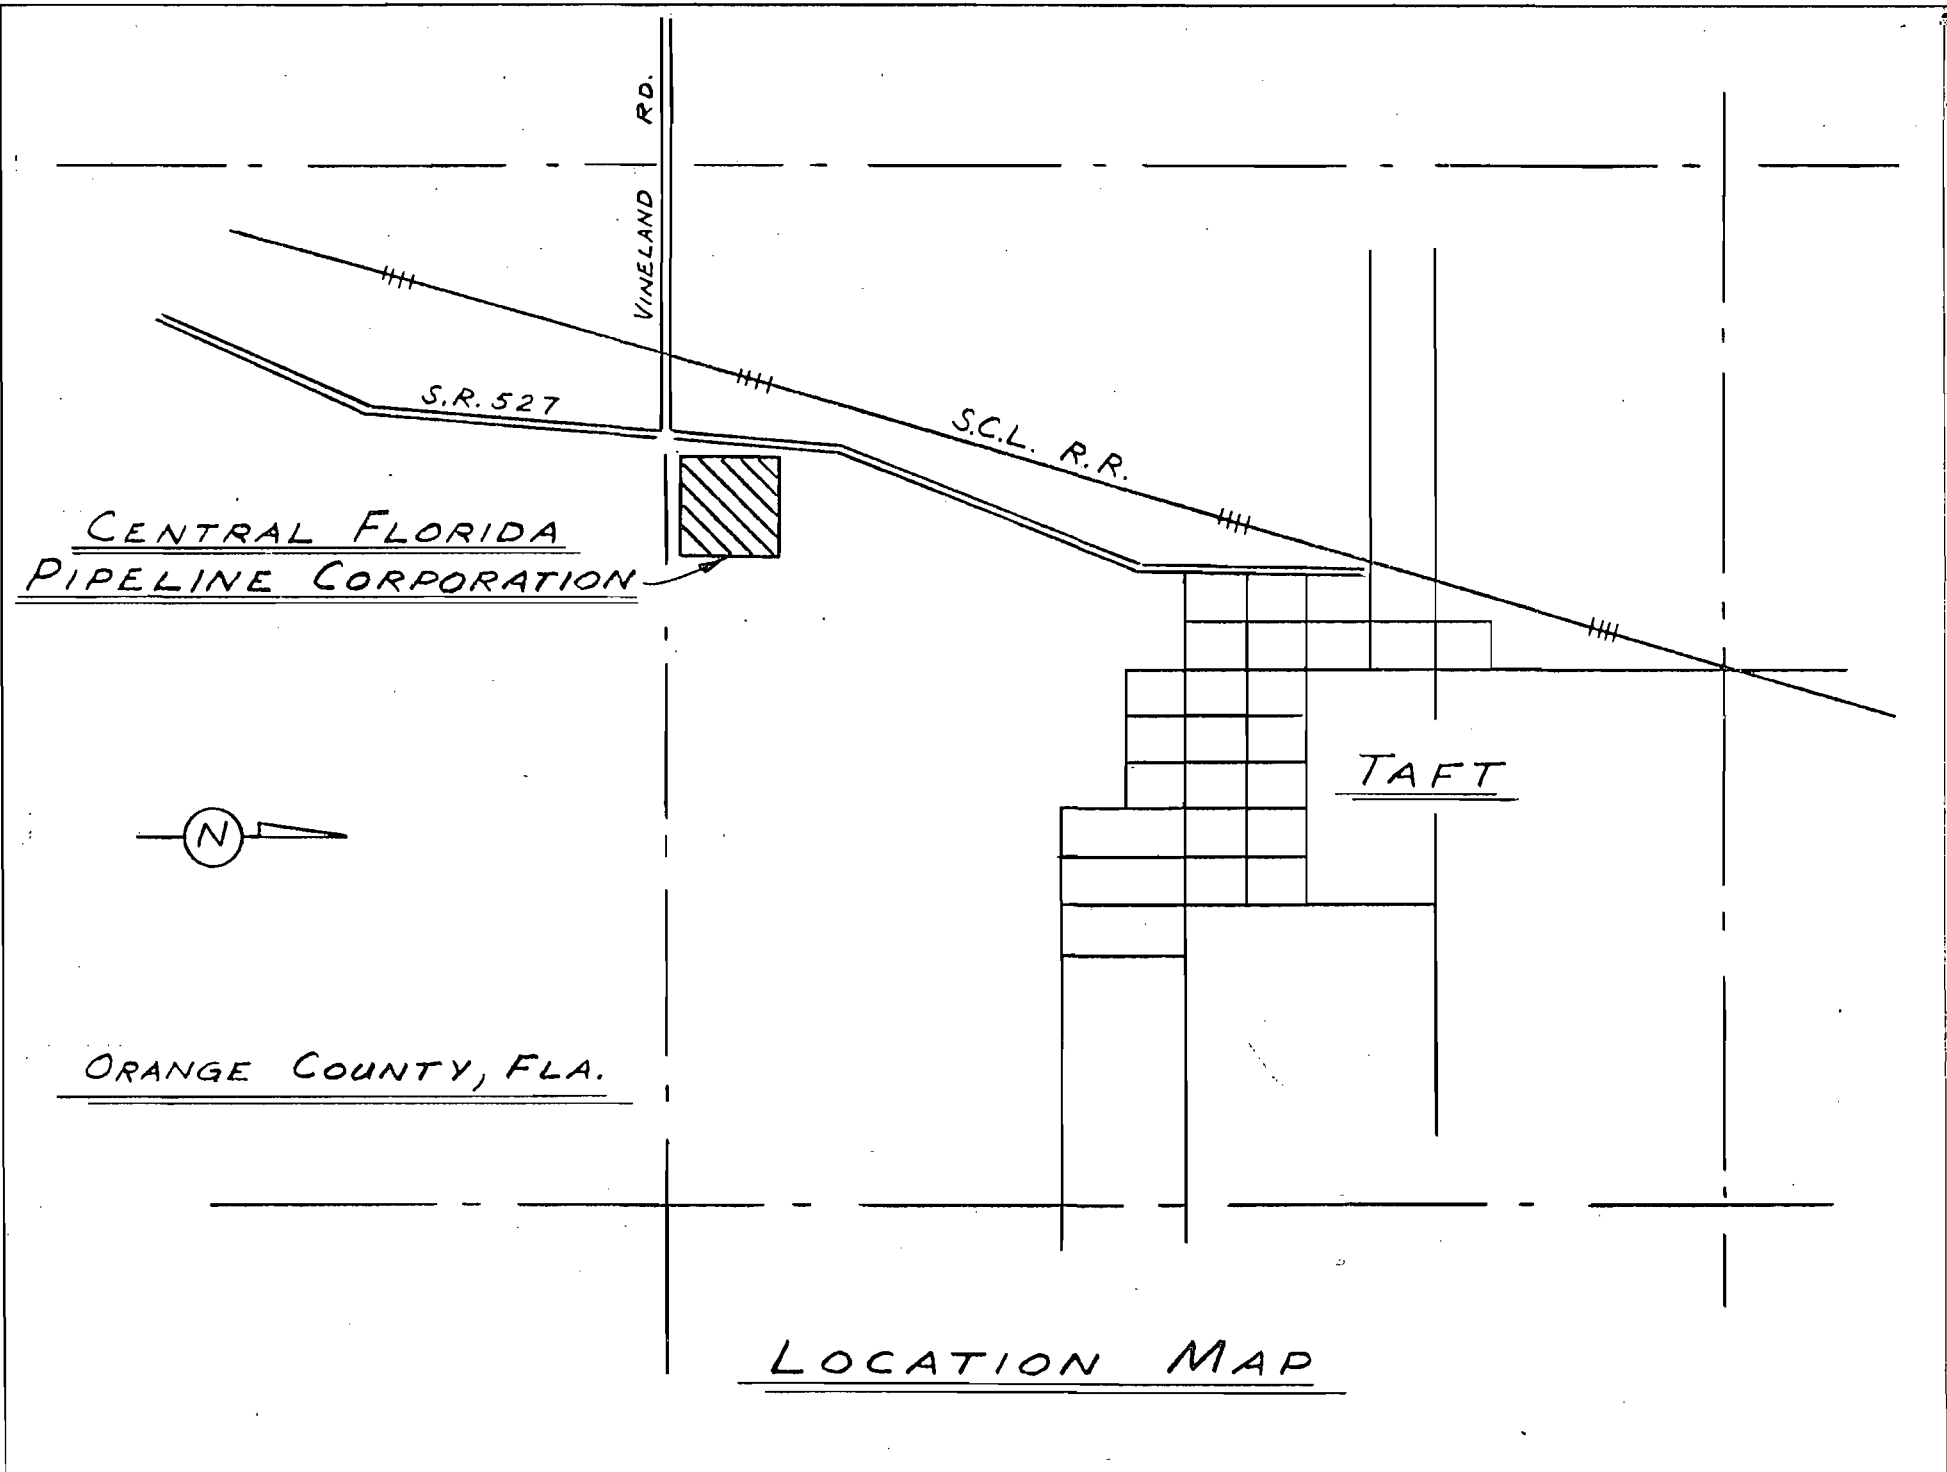 VINELAND RD.
S.R. 527
S.C.L. R.R.
CENTRAL FLORIDA
PIPELINE CORPORATION
TAFT
N
ORANGE COUNTY, FLA.
LOCATION MAP